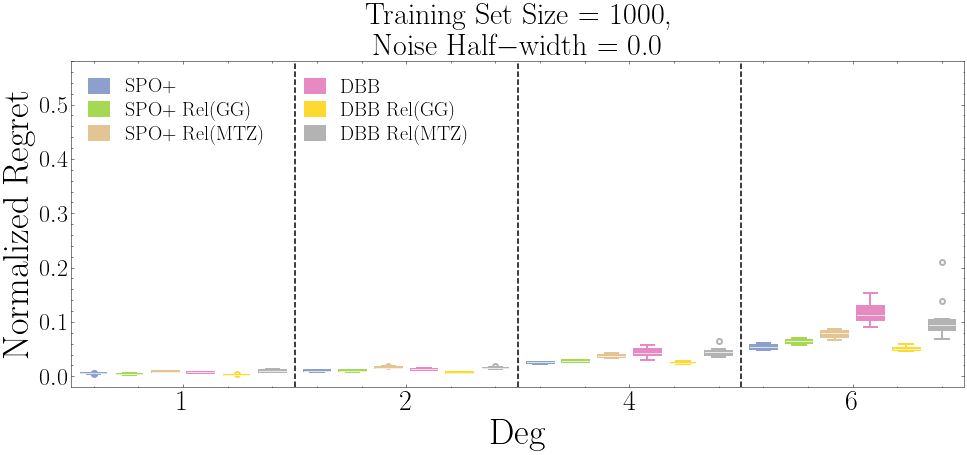 Training Set Size = 1000,
Noise Half−width = 0.0
Normalized Regret
0.5
0.4
0.3
0.2
0.1
0.0
SPO+
SPO+ Rel(GG)
SPO+ Rel(MTZ)
DBB
DBB Rel(GG)
DBB Rel(MTZ)
1
2
4
6
Deg